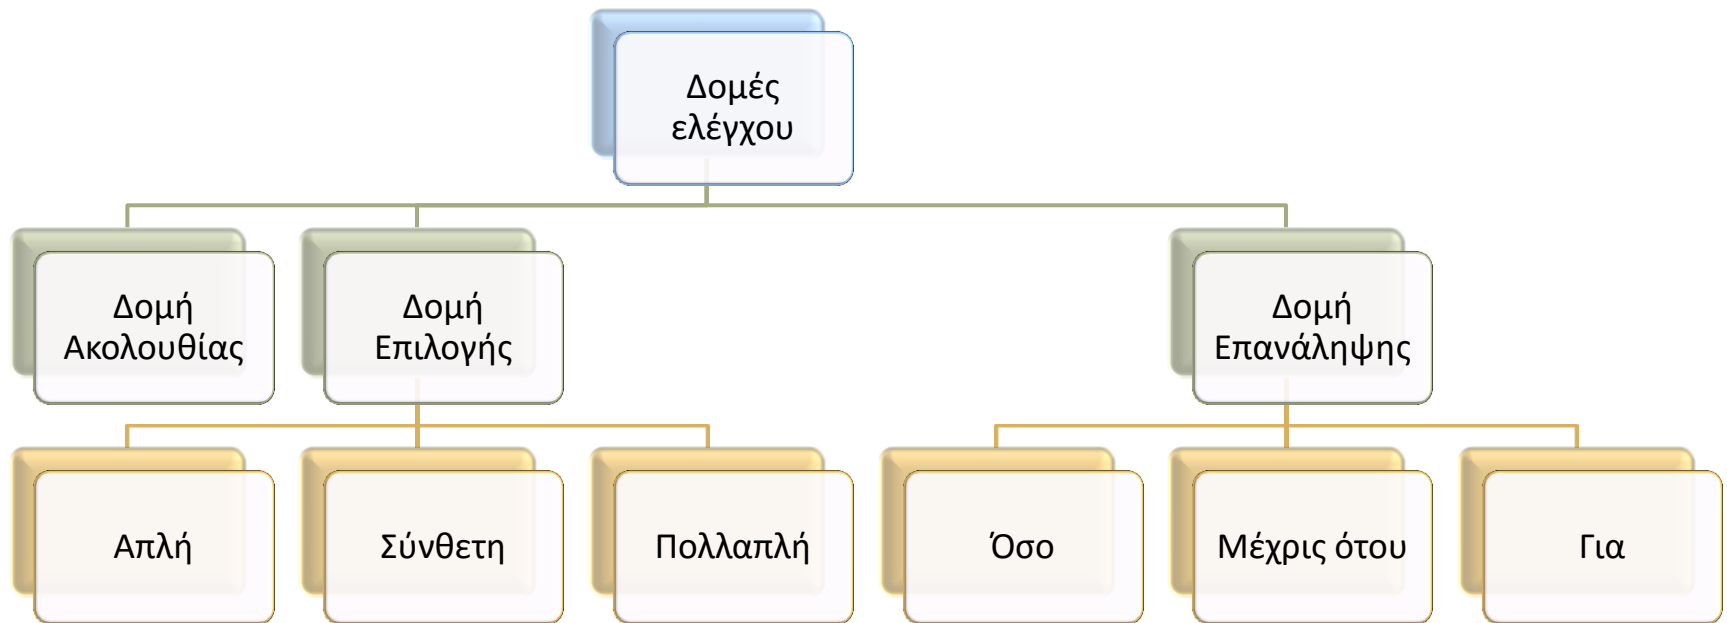 Δομές
ελέγχου
Δομή
Ακολουθίας
Δομή
Επιλογής
Δομή
Επανάληψης
Απλή
Σύνθετη
Πολλαπλή
Όσο
Μέχρις ότου
Για